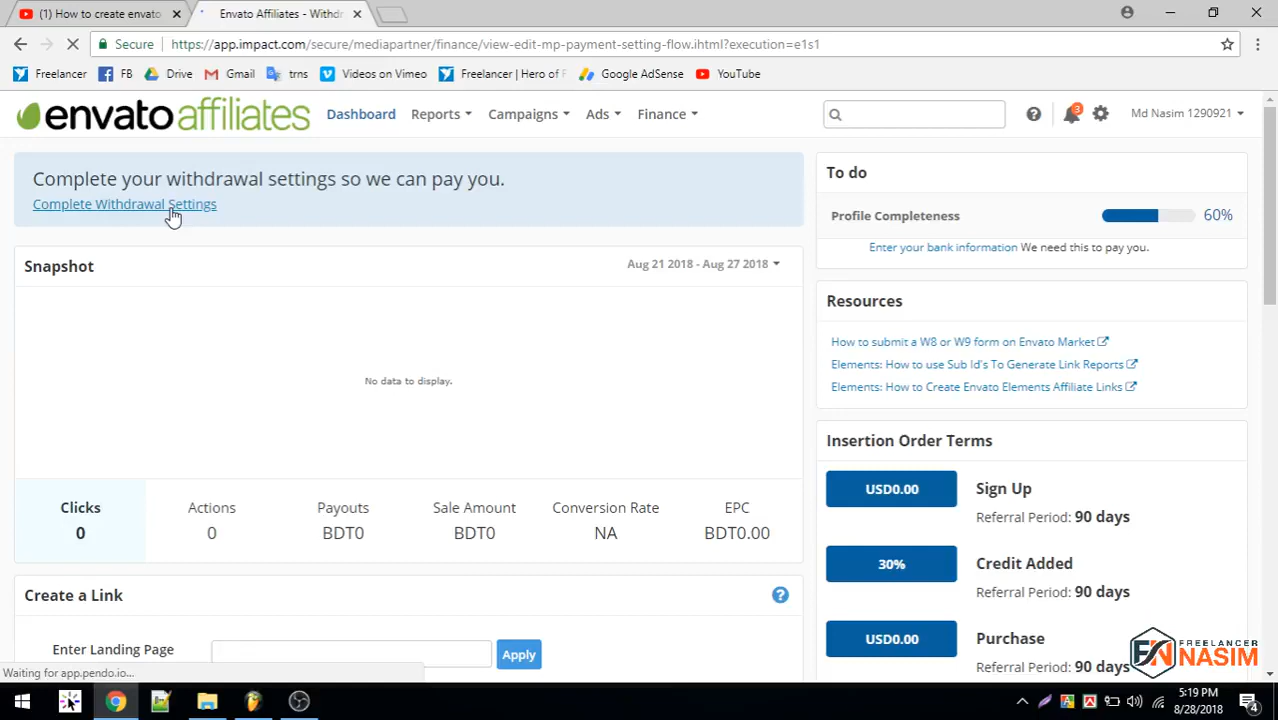 (1) How to create envato
Envato Affiliates - Withdr
Secure
https://app.impact.com/secure/mediapartner/finance/view-edit-mp-payment-setting-flow.ihtml?execution=e1s1
Freelancer
FB
Drive
Gmail
trns
Videos on Vimeo
Freelancer | Hero of F
Google AdSense
YouTube
envato affiliates
Dashboard
Reports
Campaigns
Ads
Finance
3
Md Nasim 1290921
Complete your withdrawal settings so we can pay you.
Complete Withdrawal Settings
To do
Profile Completeness
60%
Enter your bank information We need this to pay you.
Snapshot
Aug 21 2018 - Aug 27 2018
No data to display.
Clicks
0
Actions
0
Payouts
BDT0
Sale Amount
BDT0
Conversion Rate
NA
EPC
BDT0.00
Resources
How to submit a W8 or W9 form on Envato Market
Elements: How to use Sub Id's To Generate Link Reports
Elements: How to Create Envato Elements Affiliate Links
Insertion Order Terms
USD0.00
Sign Up
Referral Period: 90 days
30%
Credit Added
Referral Period: 90 days
USD0.00
Purchase
Referral Period: 90 days
Create a Link
Enter Landing Page
Apply
Waiting for app.pendo.io...
FREELANCER
NASIM
5:19 PM
8/28/2018
4